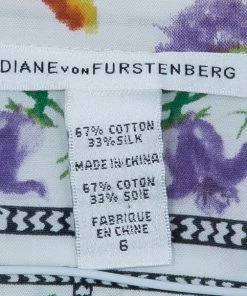 DIANE VON FURSTENBERG
67% COTTON
33% SILK
MADE IN CHINA
67% COTON
33% SOIE
FABRIQUE
EN CHINE
6